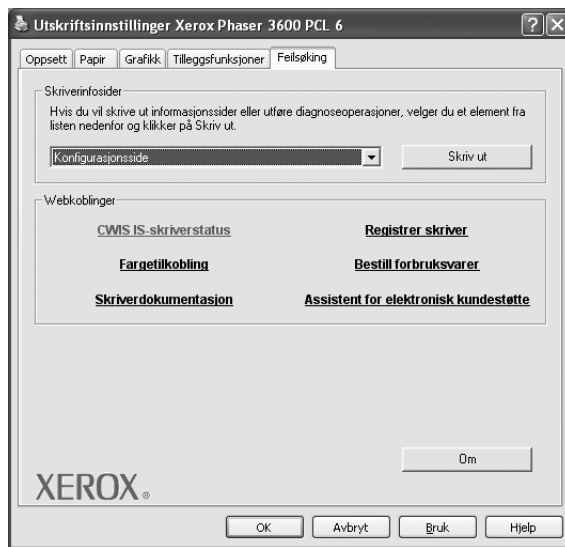 Utskriftsinnstillinger Xerox Phaser 3600 PCL 6
Oppsett Papir Grafikk Tilleggsfunksjoner Feilsøking
Skriverinfosider
Hvis du vil skrive ut informasjonssider eller utføre diagnoseoperasjoner, velger du et element fra
listen nedenfor og klikker på Skriv ut.
Konfigurasjonsside Skriv ut
Webkoblinger
CWIS IS-skriverstatus Registrer skriver
Fargetilkobling Bestill forbruksvarer
Skriverdokumentasjon Assistent for elektronisk kundestøtte
Om
XEROX®
OK Avbryt Bruk Hjelp